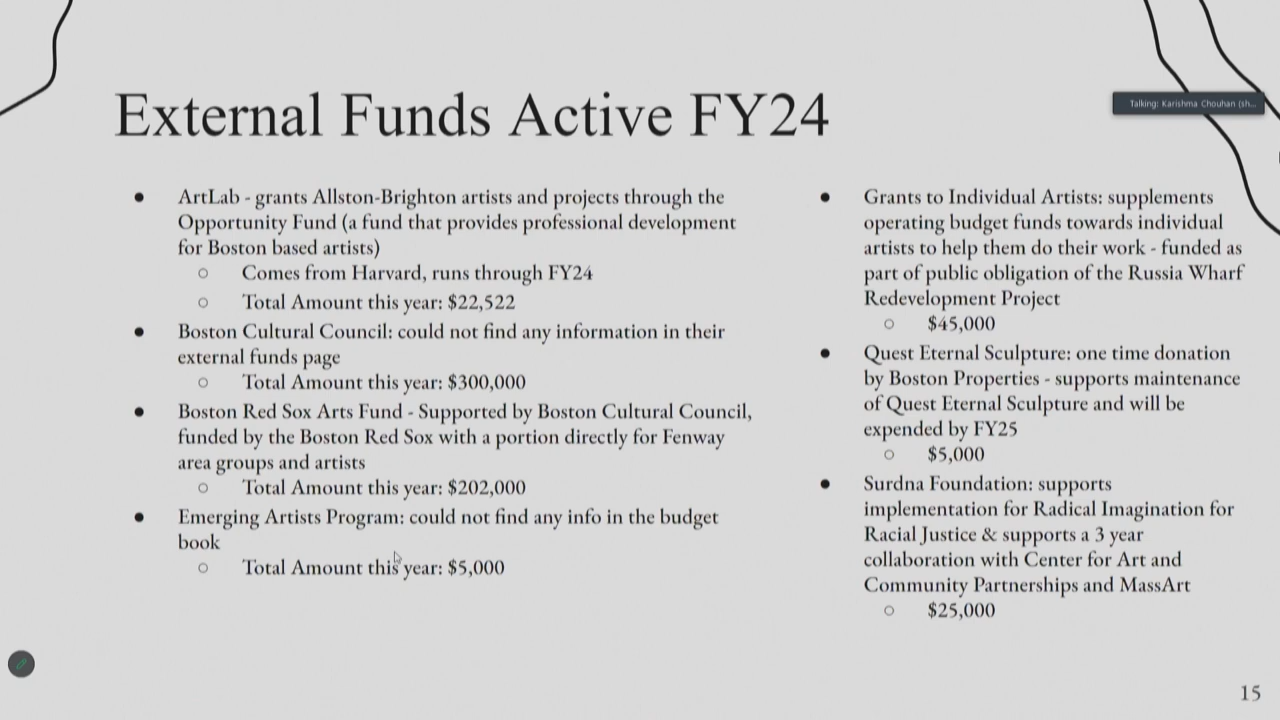 External Funds Active FY24
Talking: Karishma Chouhan (sh...
● ArtLab - grants Allston-Brighton artists and projects through the
Opportunity Fund (a fund that provides professional development
for Boston based artists)
○ Comes from Harvard, runs through FY24
○ Total Amount this year: $22,522
● Boston Cultural Council: could not find any information in their
external funds page
○ Total Amount this year: $300,000
● Boston Red Sox Arts Fund - Supported by Boston Cultural Council,
funded by the Boston Red Sox with a portion directly for Fenway
area groups and artists
○ Total Amount this year: $202,000
● Emerging Artists Program: could not find any info in the budget
book
○ Total Amount this year: $5,000
● Grants to Individual Artists: supplements
operating budget funds towards individual
artists to help them do their work - funded as
part of public obligation of the Russia Wharf
Redevelopment Project
○ $45,000
● Quest Eternal Sculpture: one time donation
by Boston Properties - supports maintenance
of Quest Eternal Sculpture and will be
expended by FY25
○ $5,000
● Surdna Foundation: supports
implementation for Radical Imagination for
Racial Justice & supports a 3 year
collaboration with Center for Art and
Community Partnerships and MassArt
○ $25,000
15